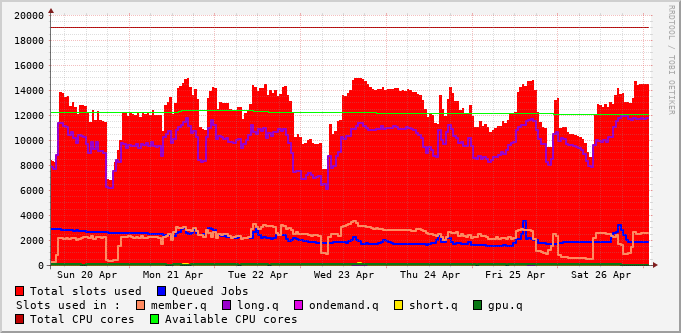 20000
18000
16000
14000
12000
10000
8000
6000
4000
2000
0
Sun 20 Apr Mon 21 Apr Tue 22 Apr Wed 23 Apr Thu 24 Apr Fri 25 Apr Sat 26 Apr
Total slots used Queued Jobs
Slots used in : member.q long.q ondemand.q short.q gpu.q
Total CPU cores Available CPU cores
RRDTOOL / TOBI OETIKER